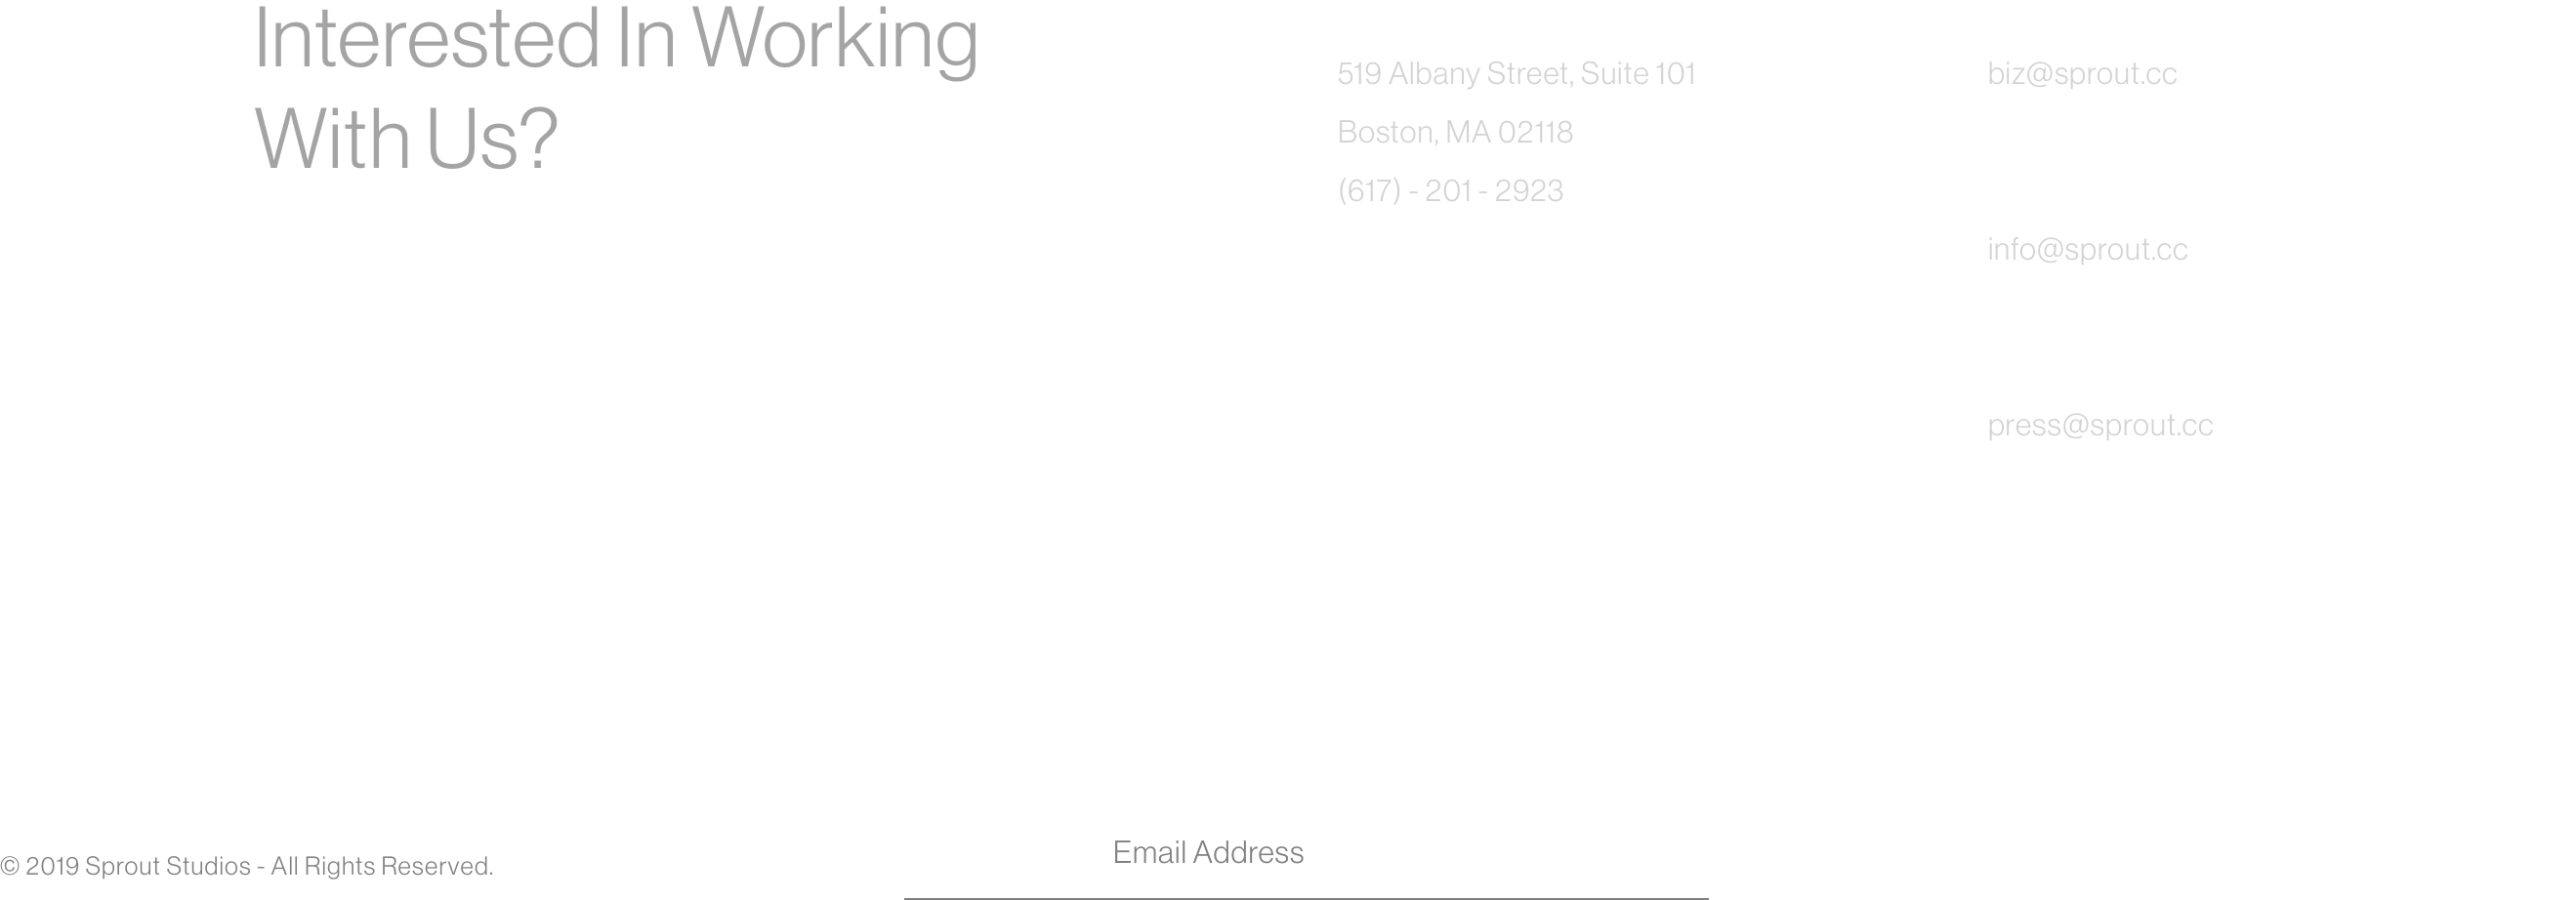 Interested In Working
With Us?
519 Albany Street, Suite 101
Boston, MA 02118
(617) - 201 - 2923
biz@sprout.cc
info@sprout.cc
press@sprout.cc
© 2019 Sprout Studios - All Rights Reserved.
Email Address